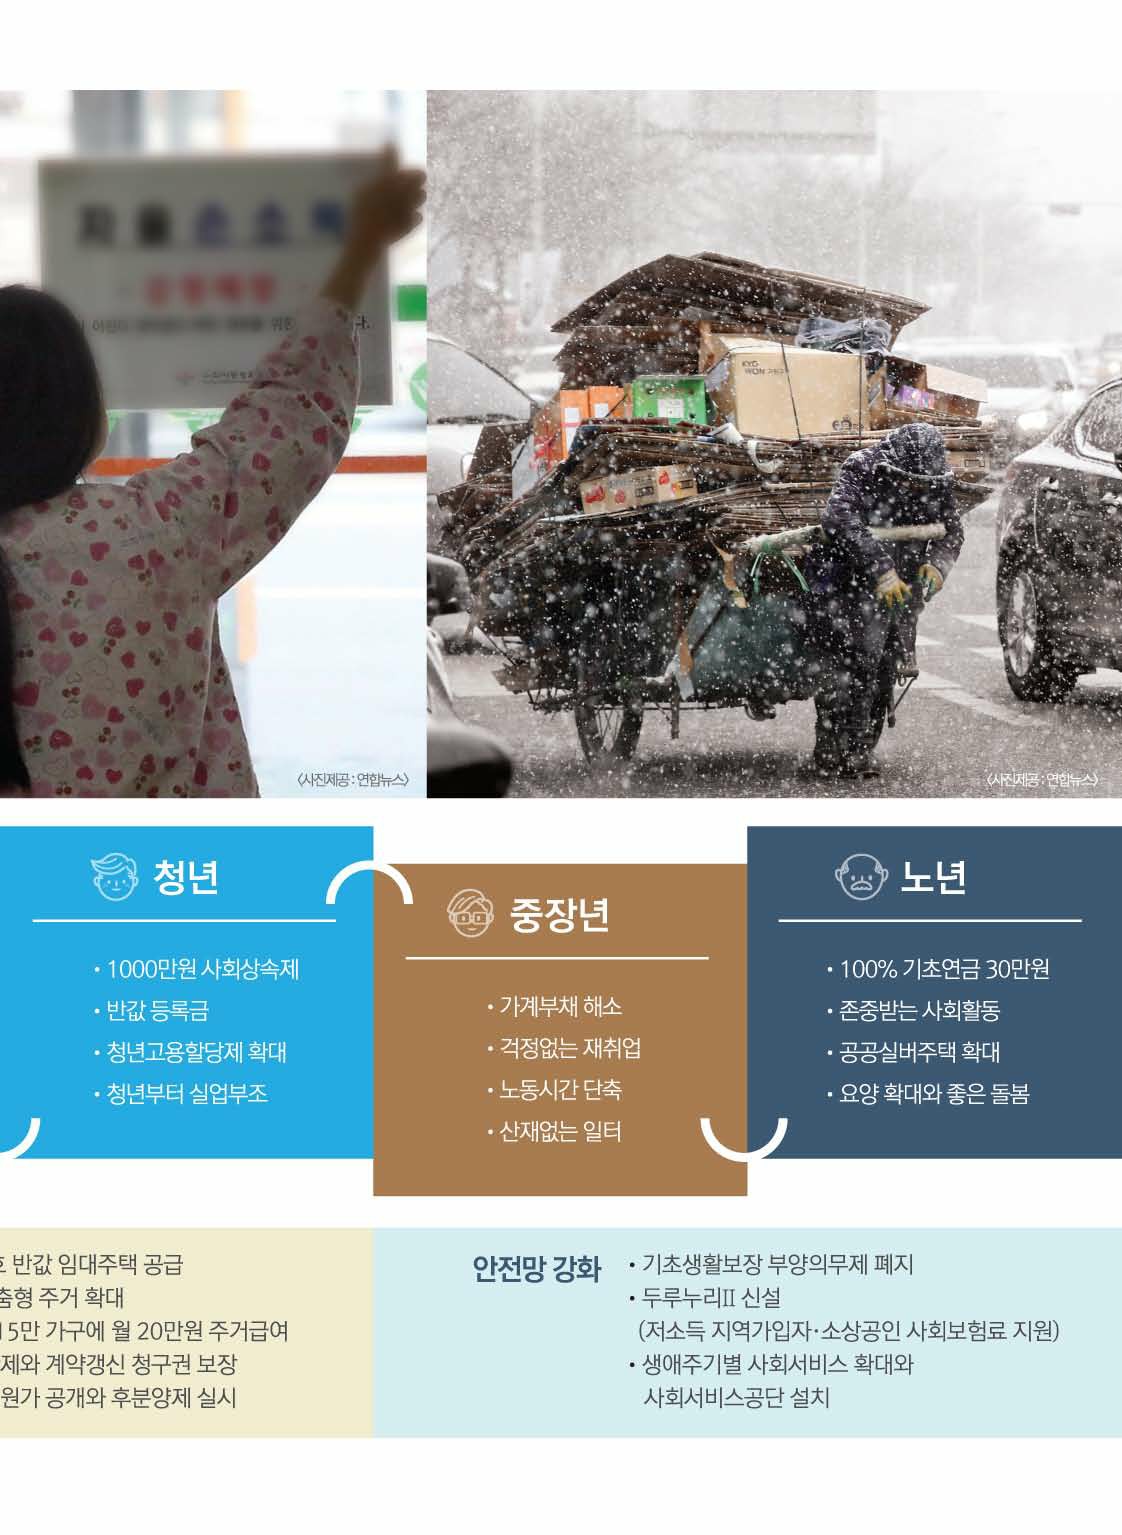 자율 손소독
KYG
WON
〈사진제공 : 연합뉴스〉
〈사진제공 : 연합뉴스〉
청년
• 1000만원 사회상속제
• 반값 등록금
• 청년고용할당제 확대
• 청년부터 실업부조
중장년
• 가계부채 해소
• 걱정없는 재취업
• 노동시간 단축
• 산재없는 일터
노년
• 100% 기초연금 30만원
• 존중받는 사회활동
• 공공실버주택 확대
• 요양 확대와 좋은 돌봄
반값 임대주택 공급
춤형 주거 확대
5만 가구에 월 20만원 주거급여
제와 계약갱신 청구권 보장
원가 공개와 후분양제 실시
안전망 강화
• 기초생활보장 부양의무제 폐지
• 두루누리Ⅱ 신설
(저소득 지역가입자·소상공인 사회보험료 지원)
• 생애주기별 사회서비스 확대와
사회서비스공단 설치